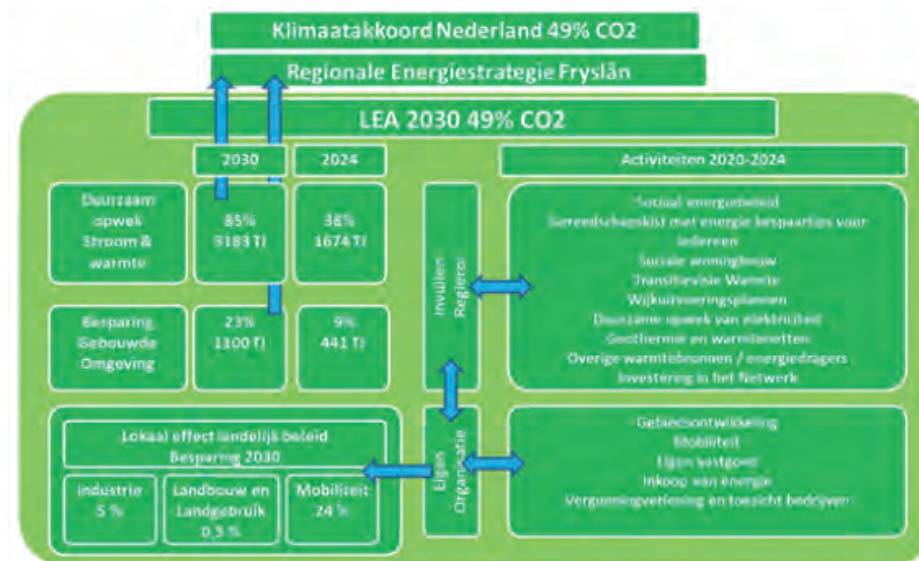 Klimaatakkoord Nederland 49% CO2
Regionale Energiestrategie Fryslân
LEA 2030 49% CO2
2030
2024
Activiteiten 2020-2024
Duurzaam
opwek
Stroom &
warmte
85%
3183 TJ
38%
1674 TJ
Besparing
Gebouwde
Omgeving
23%
1100 TJ
9%
441 TJ
Invullen
Regierol
Sociaal energiebeleid
Gereedschapskist met energie bespaartips voor
iedereen
Sociale woningbouw
Transitievisie Warmte
Wijkuitvoeringsplannen
Duurzame opwek van elektriciteit
Geothermie en warmtenetten
Overige warmtebronnen / energiedragers
Investering in het Netwerk
Lokaal effect landelijk beleid
Besparing 2030
Industrie
5 %
Landbouw en
Landgebruik
0,5 %
Mobiliteit
24 %
Eigen
Organisatie
Gebiedsontwikkeling
Mobiliteit
Eigen vastgoed
Inkoop van energie
Vergunningverlening en toezicht bedrijven